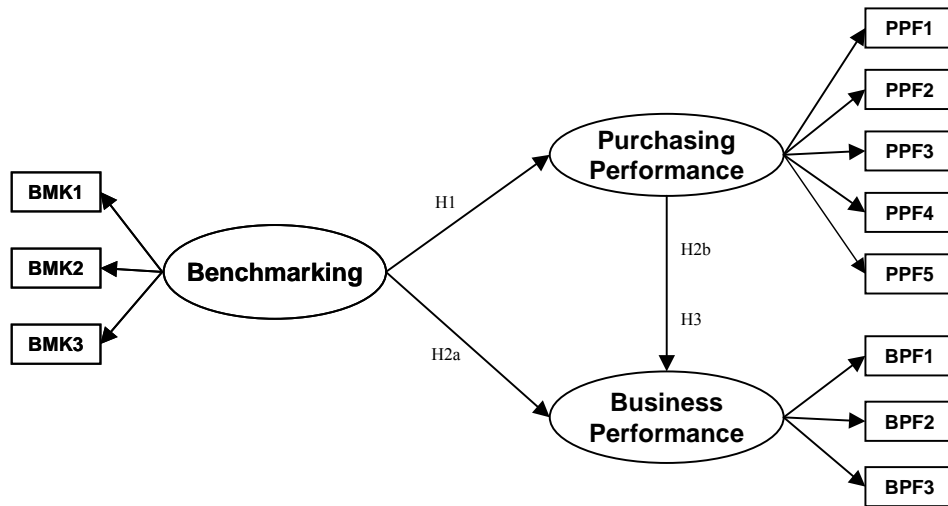 BMK1
BMK2
BMK3
Benchmarking
H1
H2a
Purchasing
Performance
H2b
H3
Business
Performance
PPF1
PPF2
PPF3
PPF4
PPF5
BPF1
BPF2
BPF3